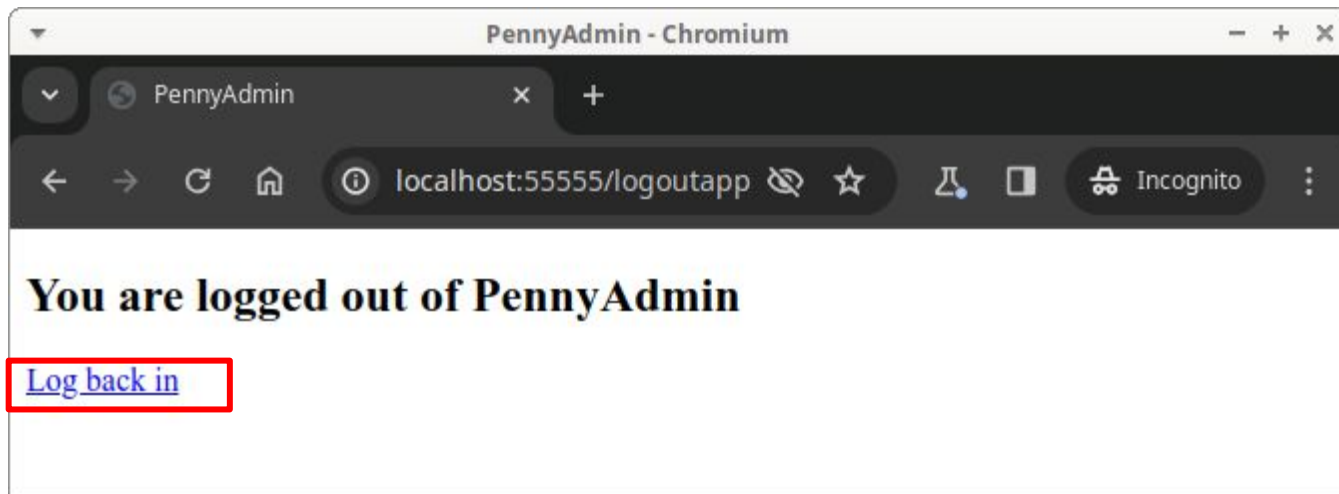 PennyAdmin - Chromium
PennyAdmin
localhost:55555/logoutapp
Incognito
You are logged out of PennyAdmin
Log back in